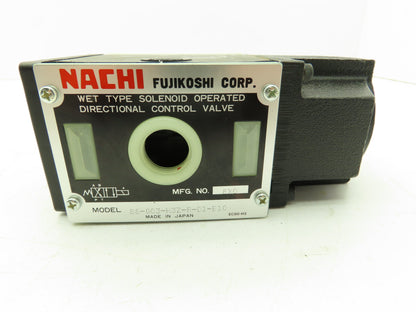 NACHI FUJIKOSHI CORP.
WET TYPE SOLENOID OPERATED
DIRECTIONAL CONTROL VALVE
A B
P T
MFG. NO.
MODEL
MADE IN JAPAN